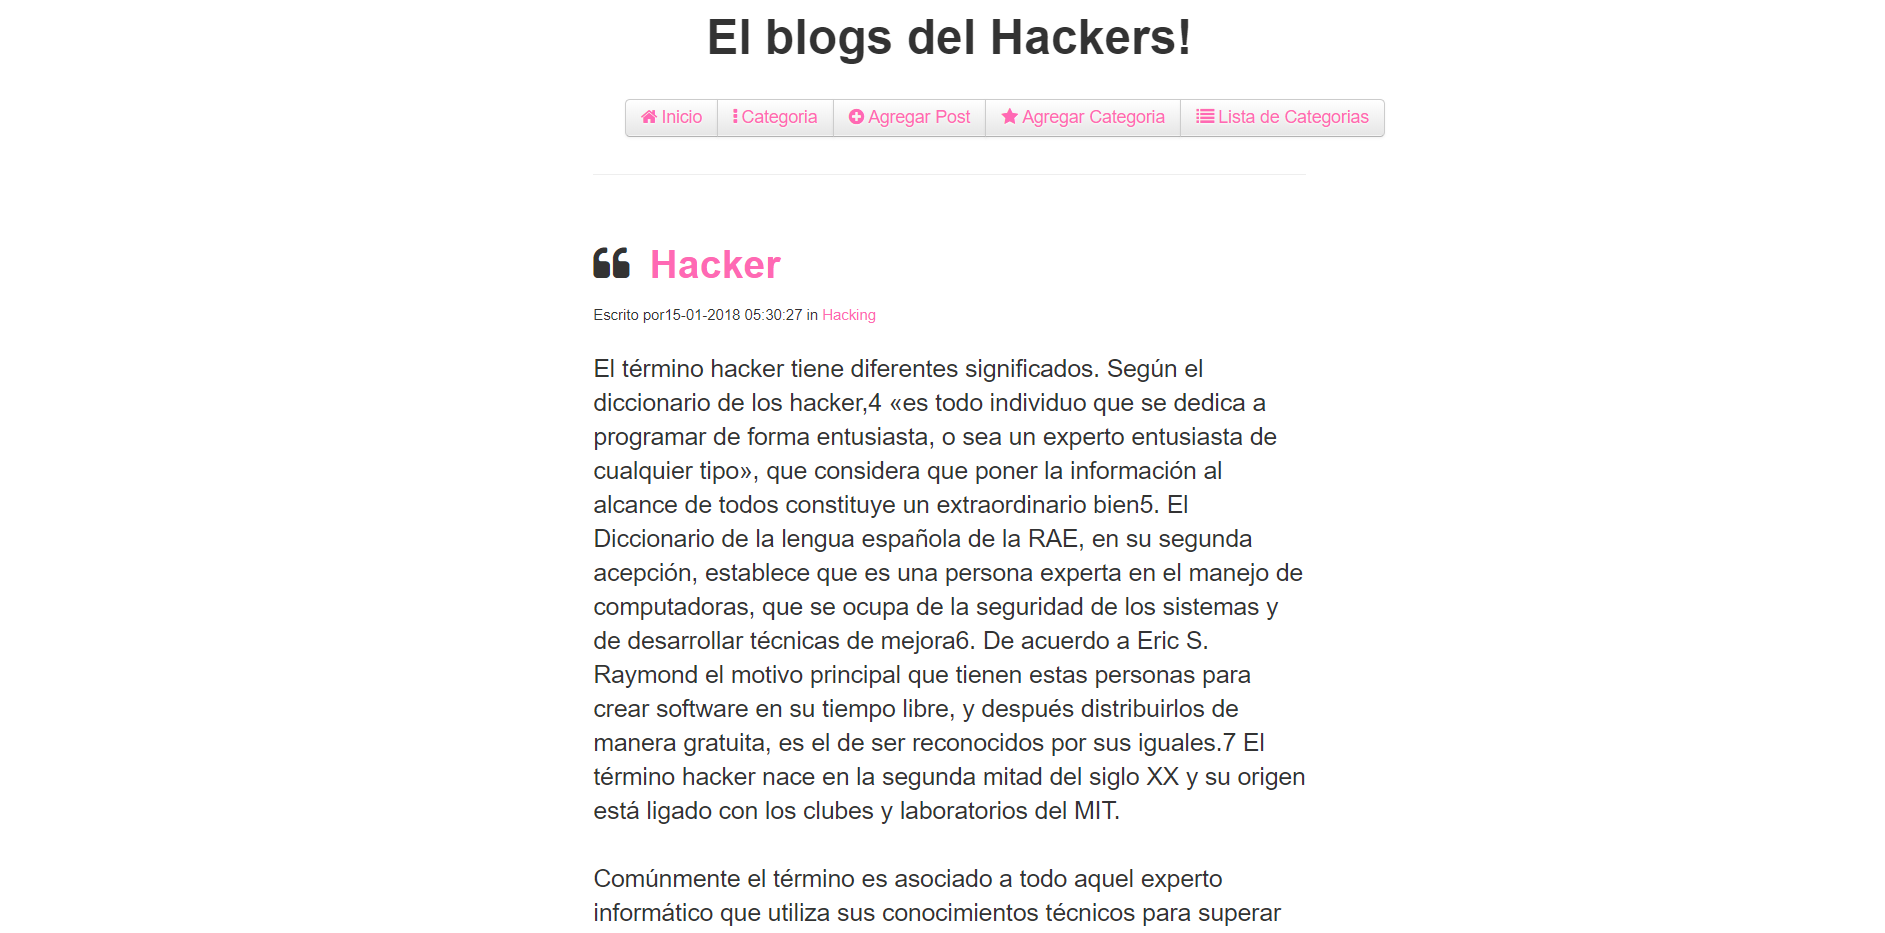 El blogs del Hackers!
Inicio Categoria Agregar Post Agregar Categoria Lista de Categorias
Hacker
Escrito por15-01-2018 05:30:27 in Hacking
El término hacker tiene diferentes significados. Según el
diccionario de los hacker,4 «es todo individuo que se dedica a
programar de forma entusiasta, o sea un experto entusiasta de
cualquier tipo», que considera que poner la información al
alcance de todos constituye un extraordinario bien5. El
Diccionario de la lengua española de la RAE, en su segunda
acepción, establece que es una persona experta en el manejo de
computadoras, que se ocupa de la seguridad de los sistemas y
de desarrollar técnicas de mejora6. De acuerdo a Eric S.
Raymond el motivo principal que tienen estas personas para
crear software en su tiempo libre, y después distribuirlos de
manera gratuita, es el de ser reconocidos por sus iguales.7 El
término hacker nace en la segunda mitad del siglo XX y su origen
está ligado con los clubes y laboratorios del MIT.
Comúnmente el término es asociado a todo aquel experto
informático que utiliza sus conocimientos técnicos para superar